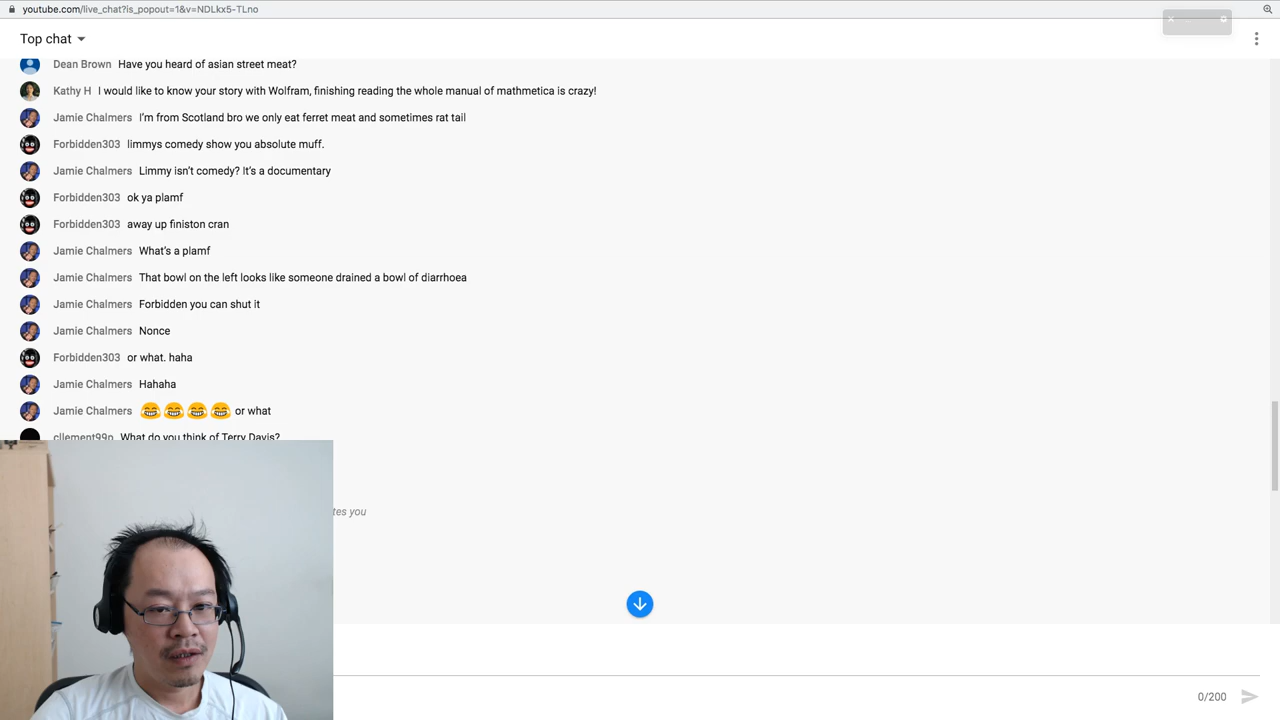 youtube.com/live_chat?is_popout=1&v=NDLkx5-TLno
Top chat
Dean Brown Have you heard of asian street meat?
Kathy H I would like to know your story with Wolfram, finishing reading the whole manual of mathmetica is crazy!
Jamie Chalmers I'm from Scotland bro we only eat ferret meat and sometimes rat tail
Forbidden303 limmys comedy show you absolute muff.
Jamie Chalmers Limmy isn't comedy? It's a documentary
Forbidden303 ok ya plamf
Forbidden303 away up finiston cran
Jamie Chalmers What's a plamf
Jamie Chalmers That bowl on the left looks like someone drained a bowl of diarrhoea
Jamie Chalmers Forbidden you can shut it
Jamie Chalmers Nonce
Forbidden303 or what. haha
Jamie Chalmers Hahaha
Jamie Chalmers 😂 😂 😂 😂 or what
cllement99n What do you think of Terry Davis?
tes you
0/200